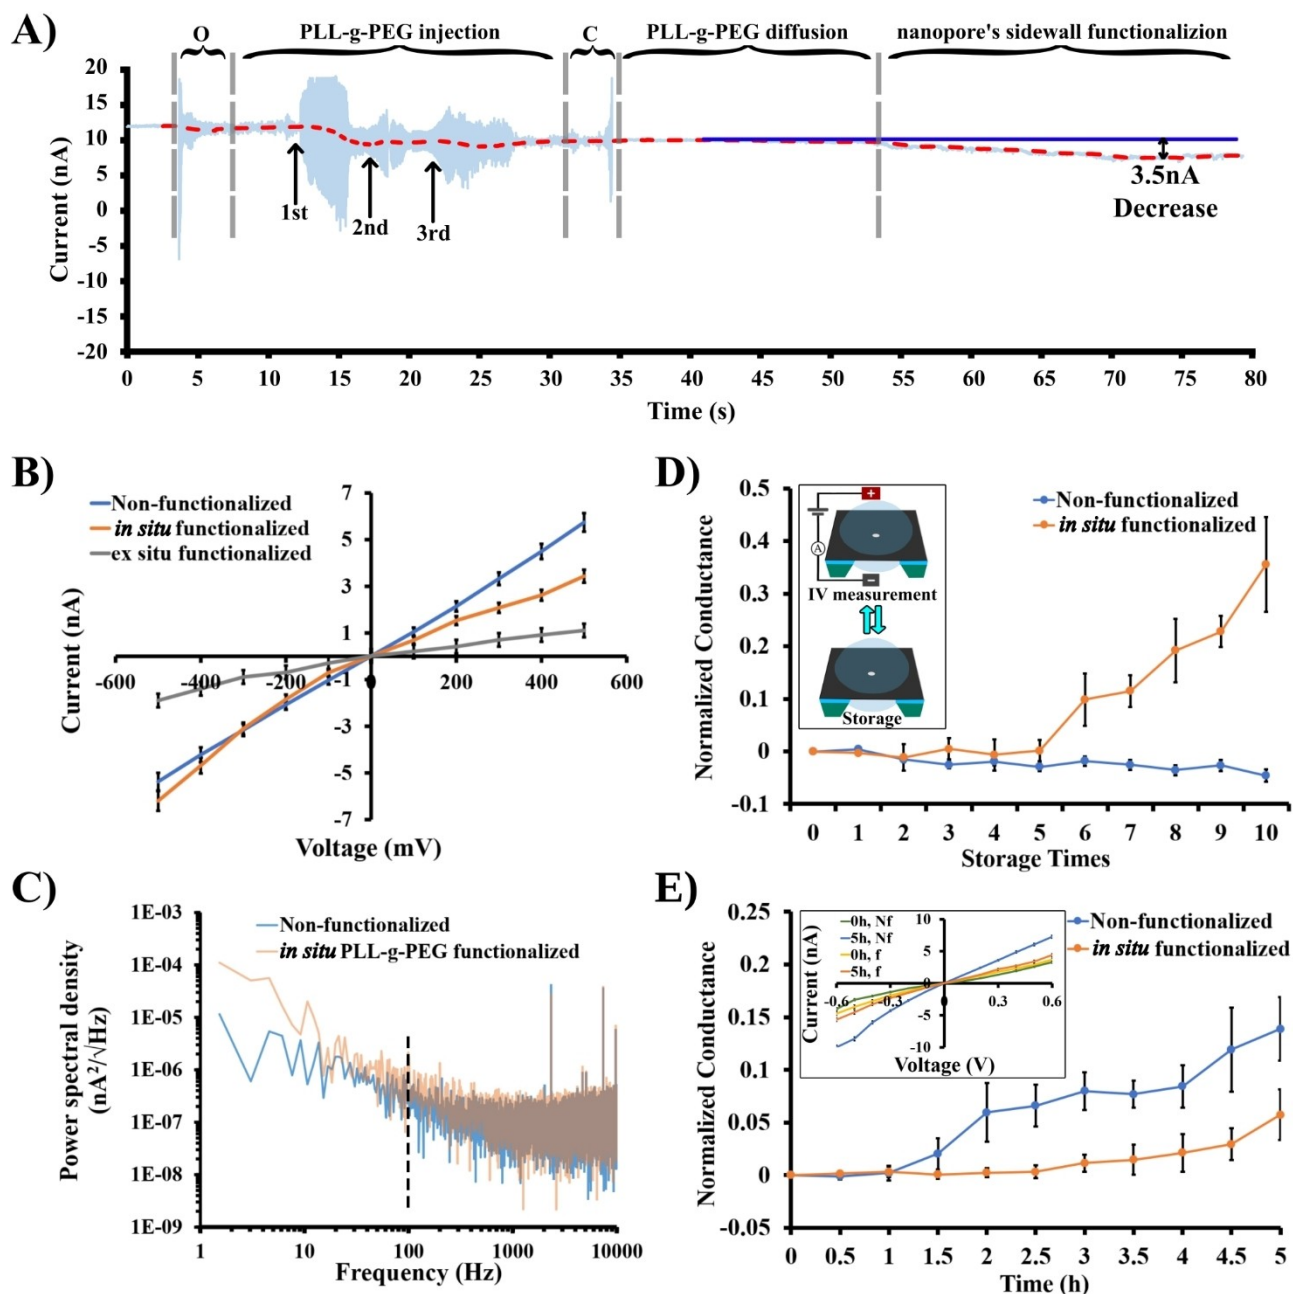 A)
O
PLL-g-PEG injection
C
PLL-g-PEG diffusion
nanopore's sidewall functionalizion
20
15
10
5
0
-5
-10
-15
-20
Current (nA)
1st
2nd
3rd
3.5nA
Decrease
0 5 10 15 20 25 30 35 40 45 50 55 60 65 70 75 80
Time (s)
B)
Non-functionalized
in situ functionalized
ex situ functionalized
7
5
3
1
-1
-3
-5
-7
Current (nA)
-600 -400 -200 0 200 400 600
Voltage (mV)
D)
Non-functionalized
in situ functionalized
0.5
0.4
0.3
0.2
0.1
0
-0.1
Normalized Conductance
+
A
-
IV measurement
Storage
0 1 2 3 4 5 6 7 8 9 10
Storage Times
C)
Non-functionalized
in situ PLL-g-PEG functionalized
1E-03
1E-04
1E-05
1E-06
1E-07
1E-08
1E-09
Power spectral density
(nA²/√Hz)
1 10 100 1000 10000
Frequency (Hz)
E)
Non-functionalized
in situ functionalized
0.25
0.2
0.15
0.1
0.05
0
-0.05
Normalized Conductance
0h, Nf
5h, Nf
0h, f
5h, f
10
5
0
-5
-10
Current (nA)
-0.6 -0.3 0 0.3 0.6
Voltage (V)
0 0.5 1 1.5 2 2.5 3 3.5 4 4.5 5
Time (h)